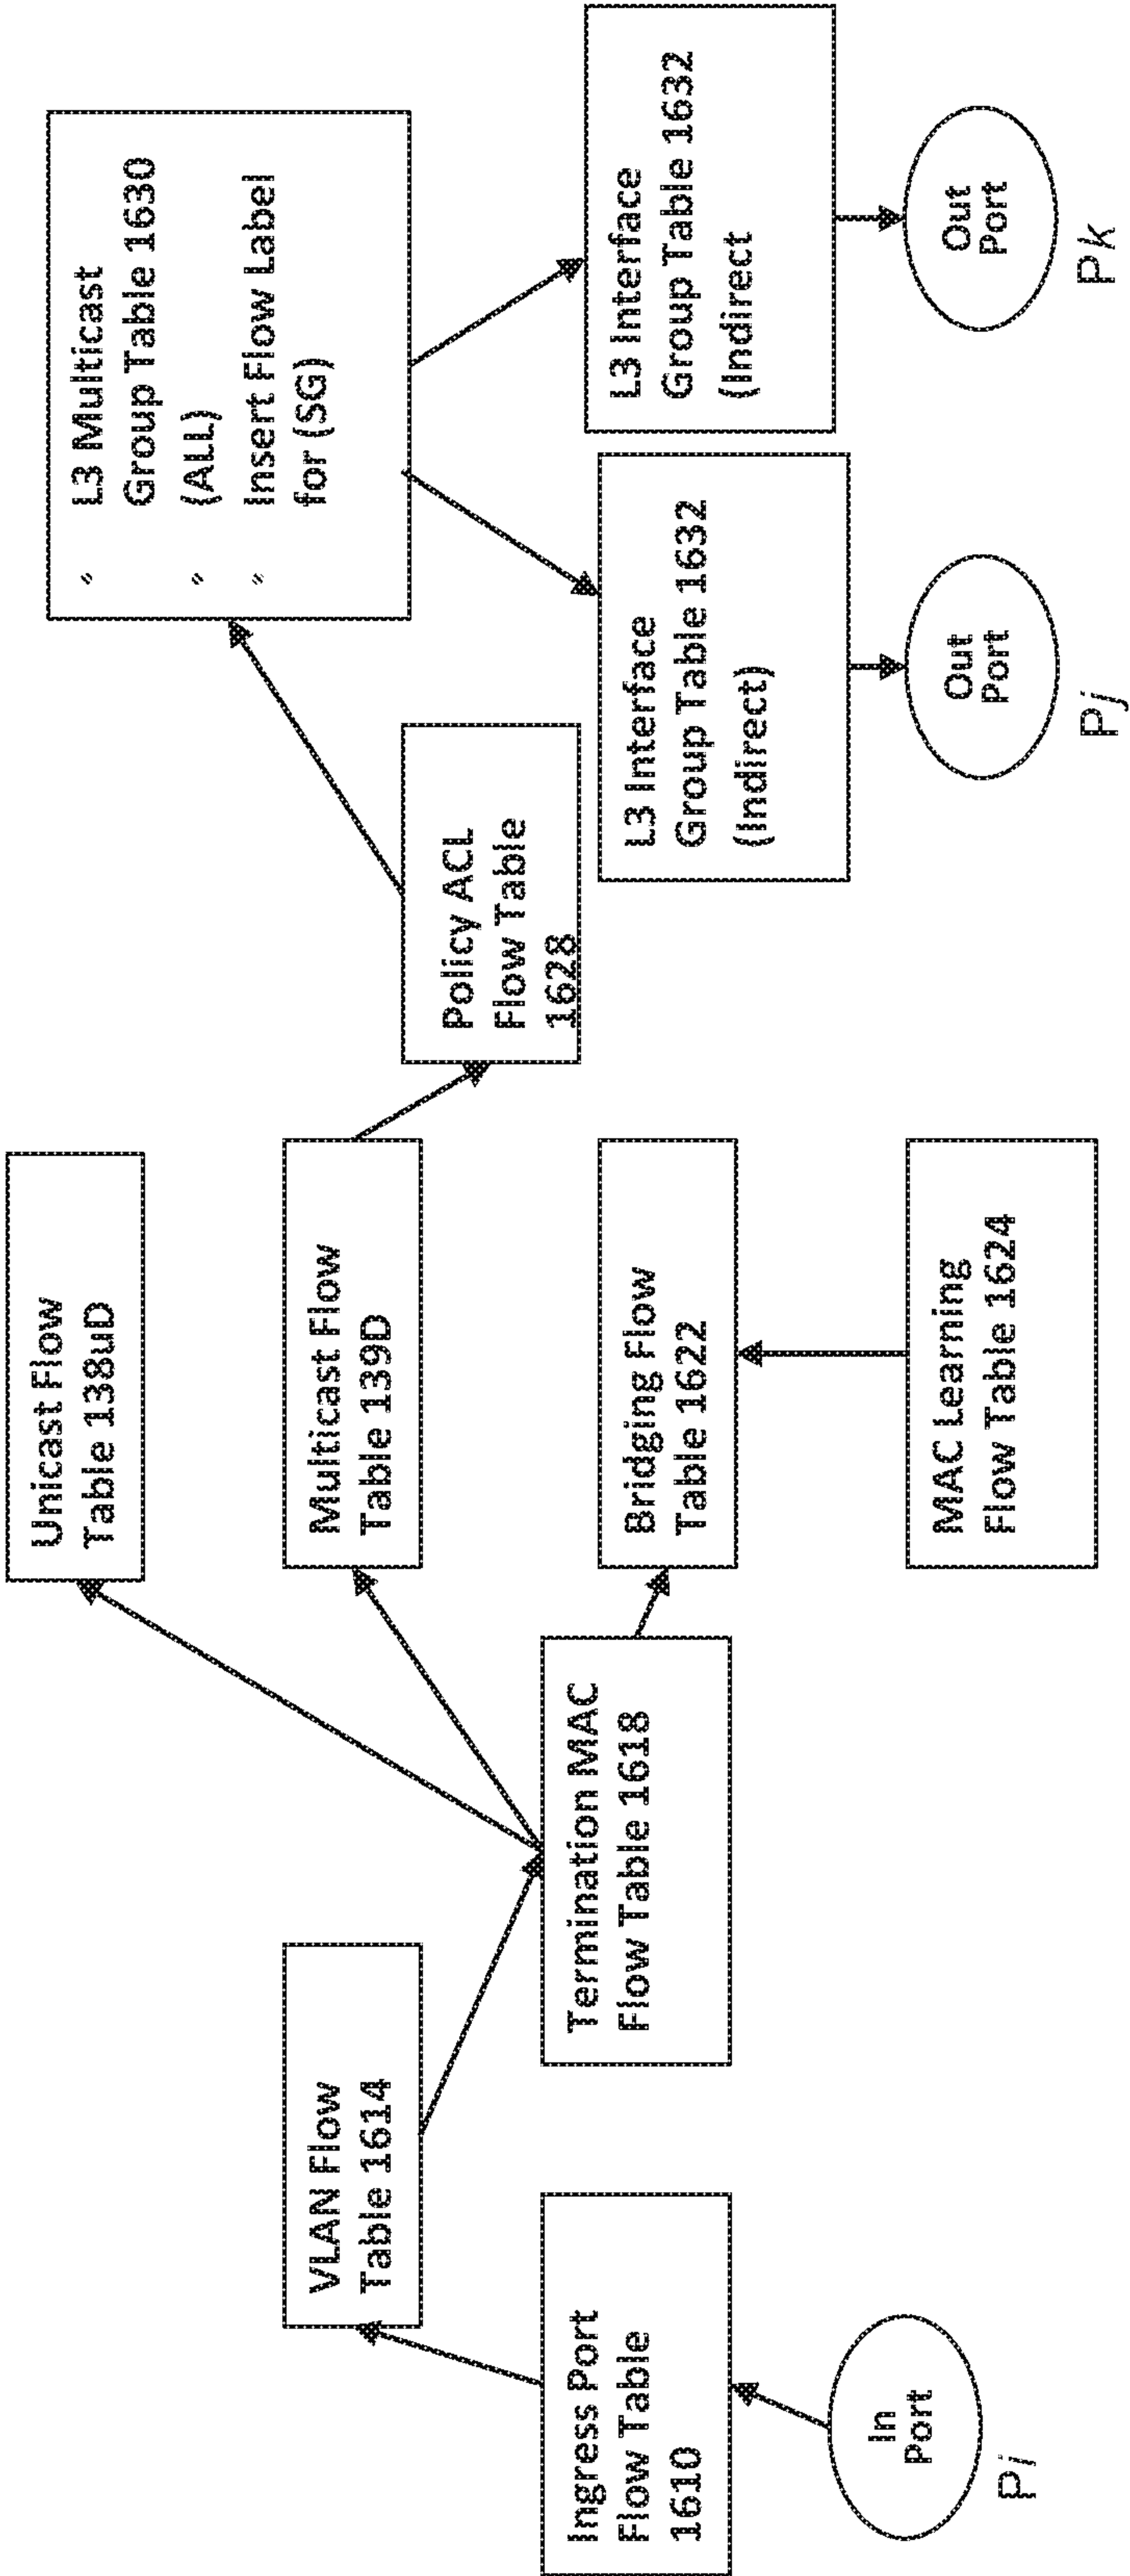 In
Port
Pi
Ingress Port
Flow Table
1610
VLAN Flow
Table 1614
Termination MAC
Flow Table 1618
Unicast Flow
Table 138uD
Multicast Flow
Table 139D
Bridging Flow
Table 1622
MAC Learning
Flow Table 1624
Policy ACL
Flow Table
1628
L3 Multicast
Group Table 1630
(ALL)
Insert Flow Label
for (SG)
L3 Interface
Group Table 1632
(Indirect)
Out
Port
Pj
L3 Interface
Group Table 1632
(Indirect
Out
Port
Pk